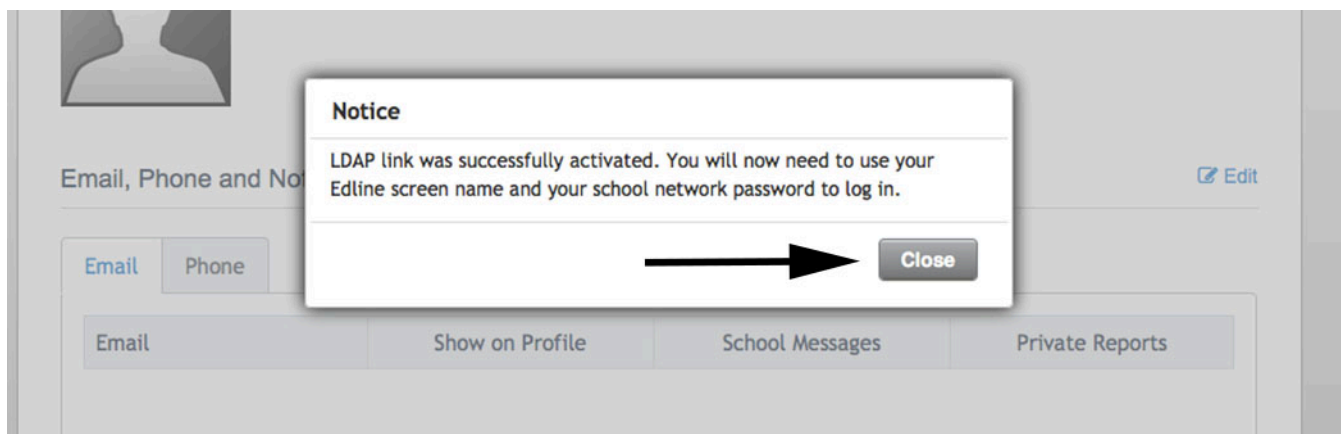 Notice
LDAP link was successfully activated. You will now need to use your
Edline screen name and your school network password to log in.
Email, Phone and No
Edit
Close
Email Phone
Email Show on Profile School Messages Private Reports